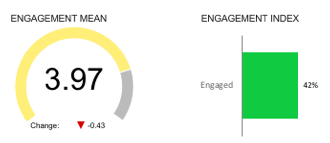 ENGAGEMENT MEAN
3.97
Change: ▼ -0.43
ENGAGEMENT INDEX
Engaged 42%